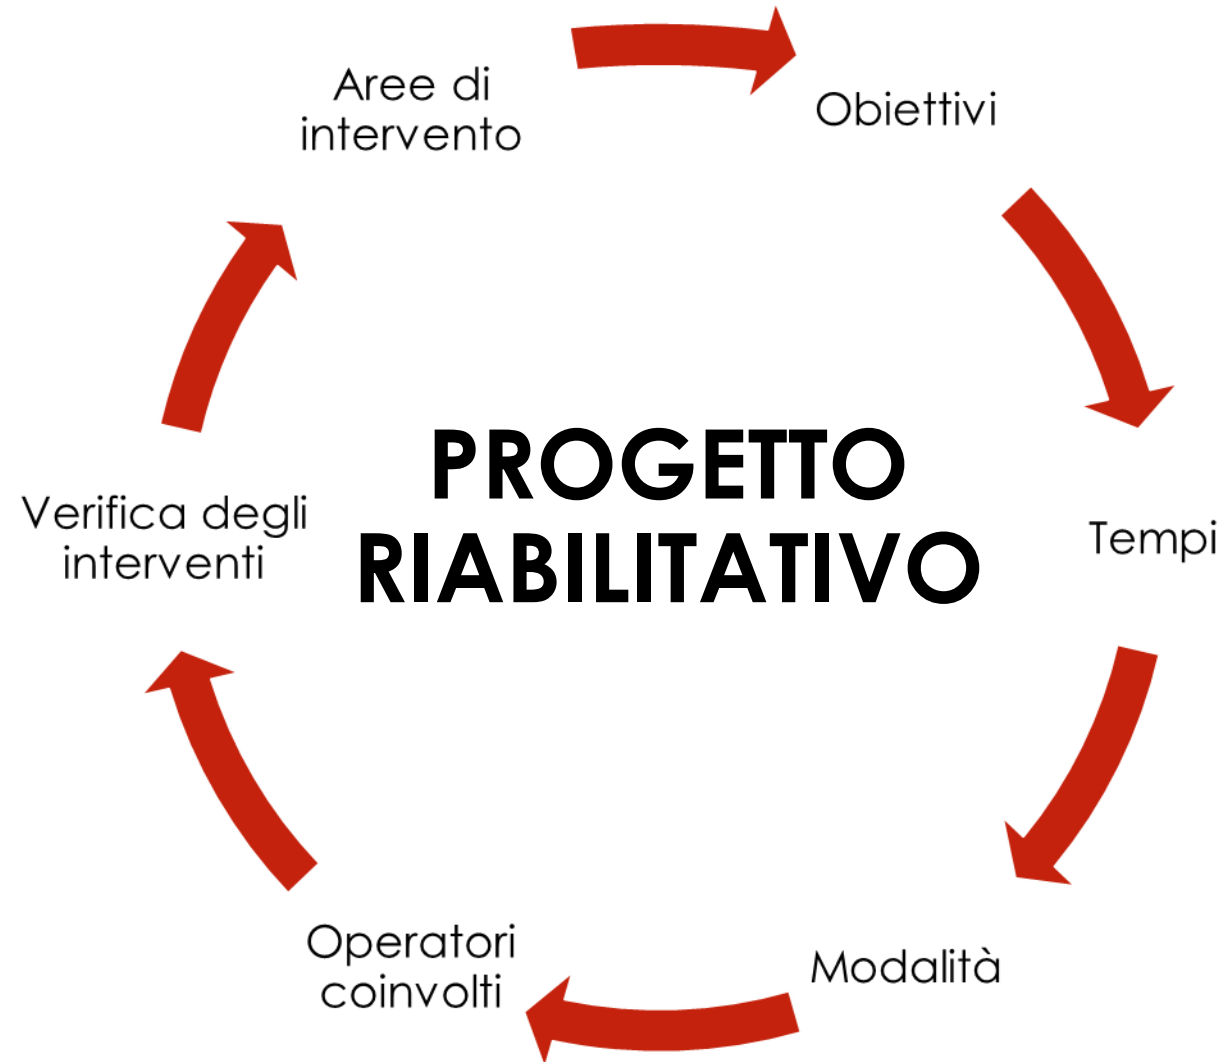 Aree di
intervento
Obiettivi
PROGETTO
RIABILITATIVO
Verifica degli
interventi
Tempi
Operatori
coinvolti
Modalità